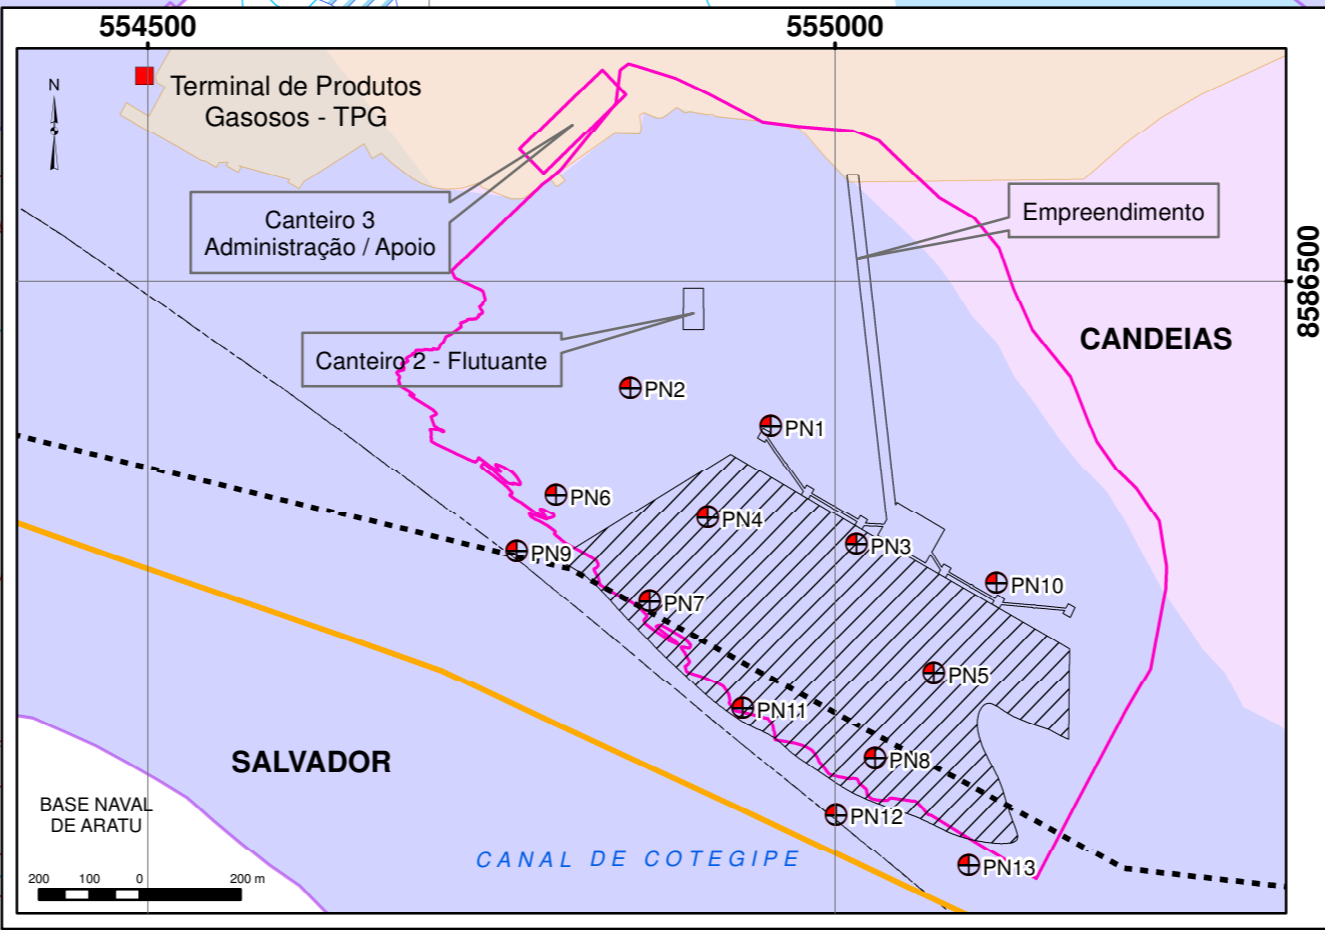 554500
555000
N
Terminal de Produtos
Gasosos - TPG
Canteiro 3
Administração / Apoio
Empreendimento
8586500
CANDEIAS
Canteiro 2 - Flutuante
PN2
PN1
PN6
PN4
PN3
PN9
PN10
PN7
PN5
PN11
PN8
SALVADOR
BASE NAVAL
DE ARATU
PN12
CANAL DE COTEGIPE
PN13
200 100 0 200 m